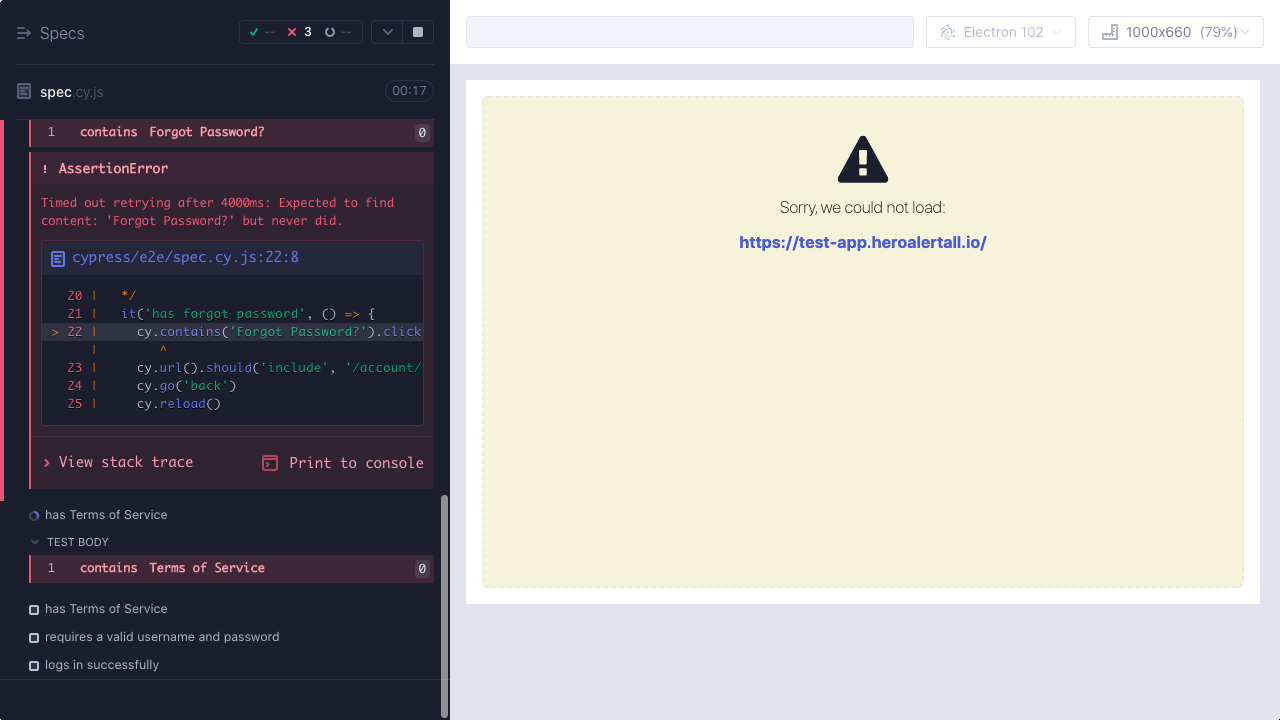 Specs
-- 3 --
spec.cy.js
00:17
1 contains Forgot Password? 0
! AssertionError
Timed out retrying after 4000ms: Expected to find
content: 'Forgot Password?' but never did.
cypress/e2e/spec.cy.js:22:8
20 | */
21 | it('has forgot password', () => {
> 22 | cy.contains('Forgot Password?').click
| ^
23 | cy.url().should('include', '/account/
24 | cy.go('back')
25 | cy.reload()
View stack trace
Print to console
has Terms of Service
TEST BODY
1 contains Terms of Service 0
has Terms of Service
requires a valid username and password
logs in successfully
Electron 102
1000x660 (79%)
Sorry, we could not load:
https://test-app.heroalertall.io/